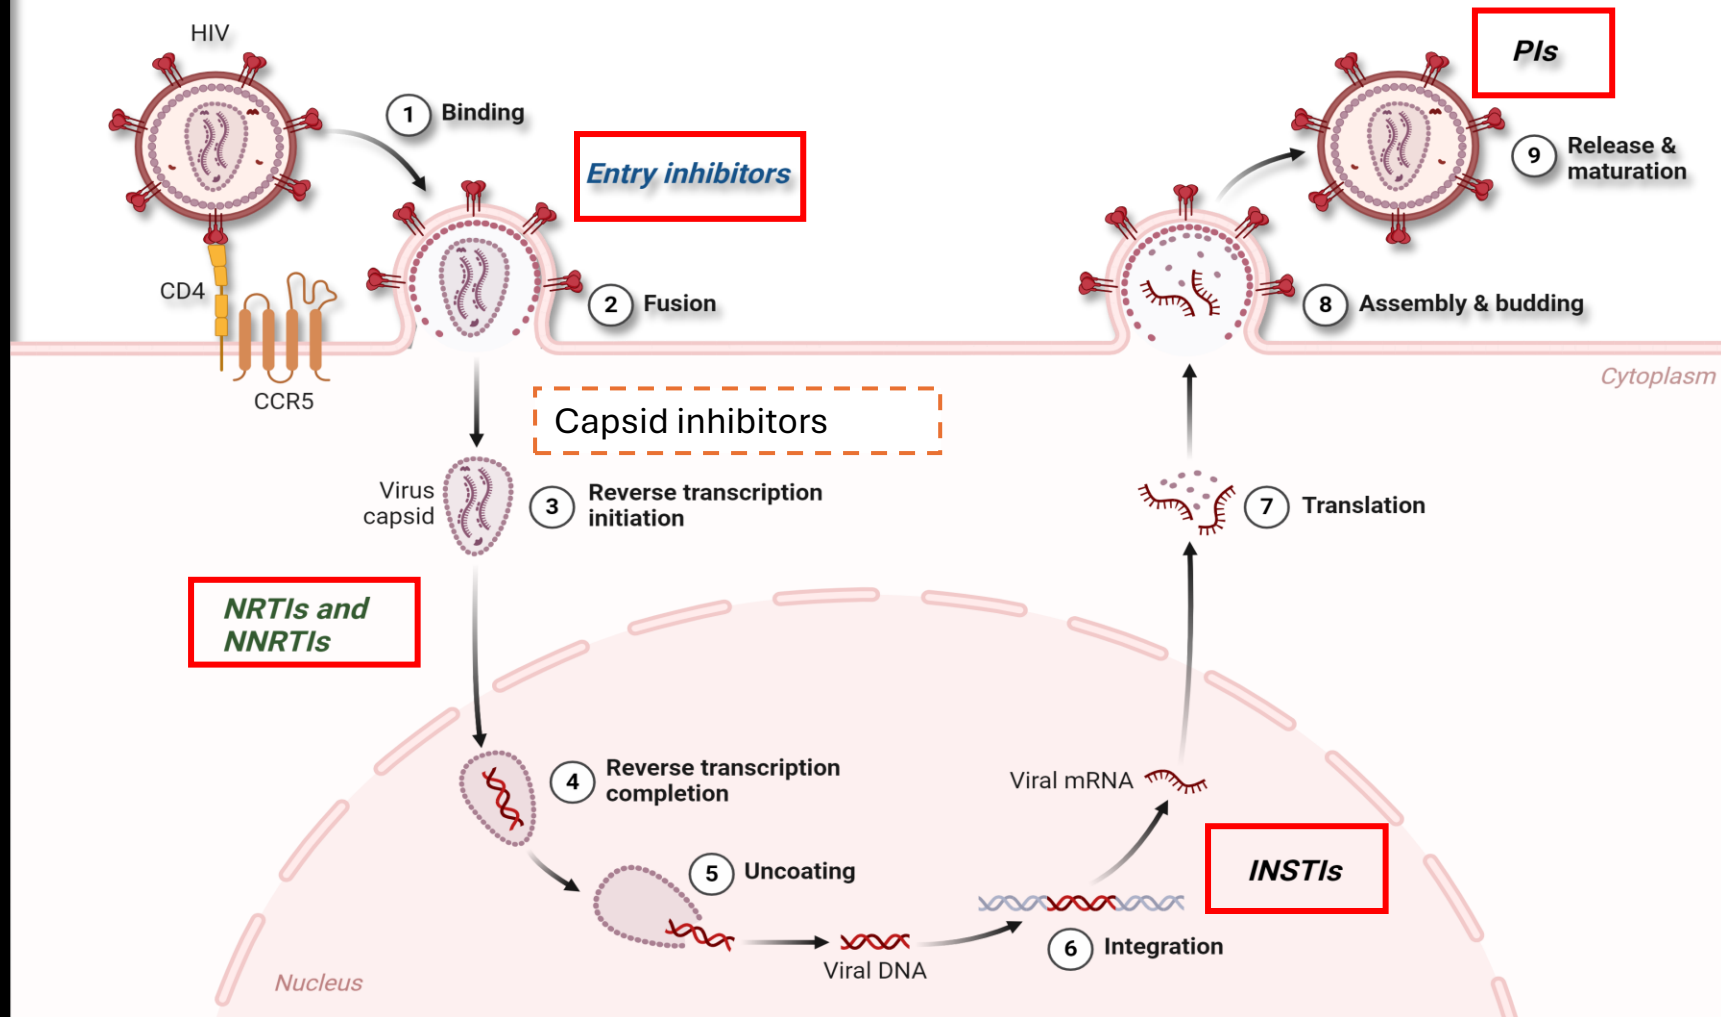 HIV
1 Binding
Entry inhibitors
CD4
CCR5
2 Fusion
Capsid inhibitors
Virus
capsid
3 Reverse transcription
initiation
NRTIs and
NNRTIs
4 Reverse transcription
completion
5 Uncoating
Viral DNA
6 Integration
INSTIs
Viral mRNA
7 Translation
8 Assembly & budding
9 Release &
maturation
PIs
Cytoplasm
Nucleus